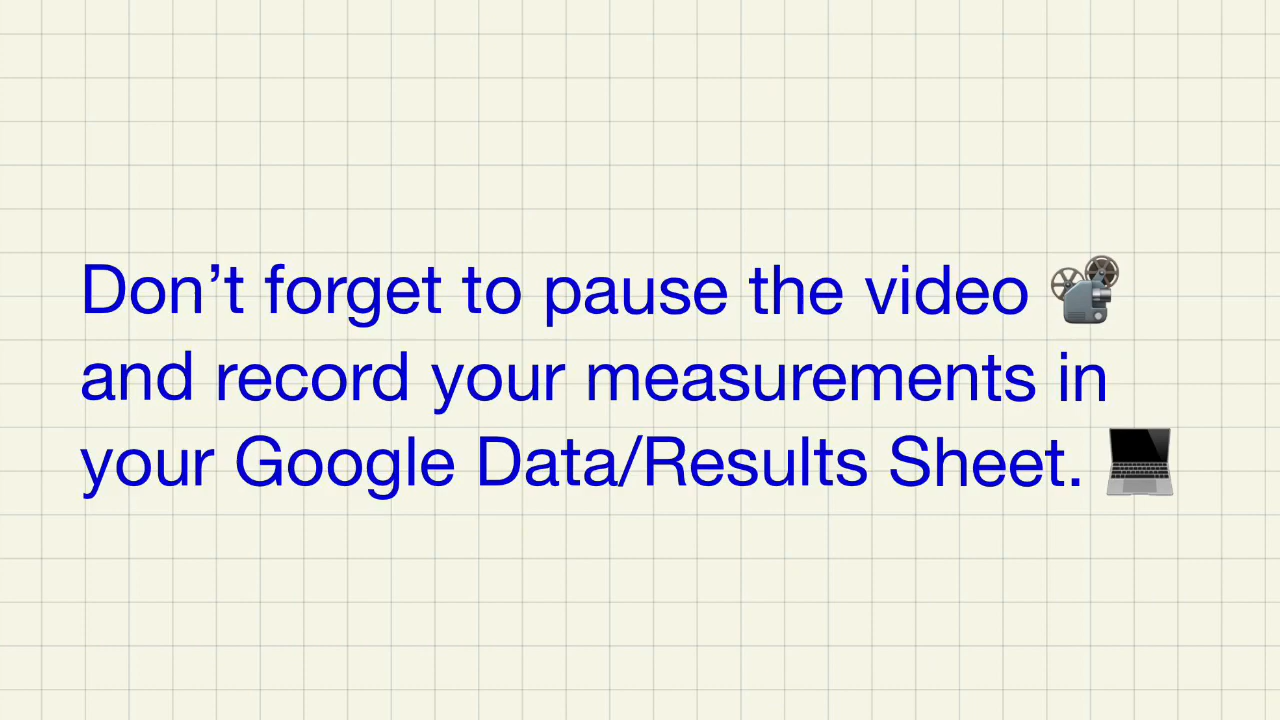 Don’t forget to pause the video 📽️
and record your measurements in
your Google Data/Results Sheet. 💻